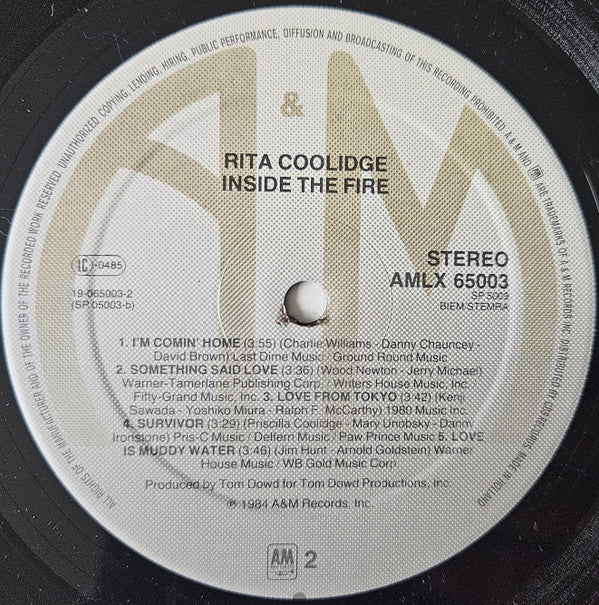 ALL RIGHTS OF THE MANUFACTURER AND OF THE OWNER OF THE RECORDED WORK RESERVED. UNAUTHORIZED COPYING, LENDING, HIRING, PUBLIC PERFORMANCE, DIFFUSION AND BROADCASTING OF THIS RECORDING PROHIBITED. A & M AND AM ARE TRADEMARKS OF A & M RECORDS INC. DISTRIBUTED BY CBS RECORDS. MADE IN HOLLAND
A & M
RITA COOLIDGE
INSIDE THE FIRE
LC-0485
STEREO
AMLX 65003
SP 5003
BIEM/STEMRA
19-065003-2
(SP 05003-b)
1. I'M COMIN' HOME (3:55) (Charlie Williams - Danny Chauncey -
David Brown) Last Dime Music / Ground Round Music
2. SOMETHING SAID LOVE (3:36) (Wood Newton - Jerry Michael)
Warner-Tamerlane Publishing Corp. / Writers House Music, Inc.
Fifty-Grand Music, Inc. 3. LOVE FROM TOKYO (3:42) (Kenji
Sawada - Yoshiko Miura - Ralph F. McCarthy) 1980 Music Inc.
4. SURVIVOR (3:29) (Priscilla Coolidge - Mary Unobsky - Dann
Ironstone) Pris-C Music / Delfern Music / Paw Prince Music 5. LOVE
IS MUDDY WATER (3:46) (Jim Hunt - Arnold Goldstein) Warner
House Music / WB Gold Music Corp
Produced by Tom Dowd for Tom Dowd Productions, Inc.
℗ 1984 A&M Records, Inc.
AM
RECORDS
2